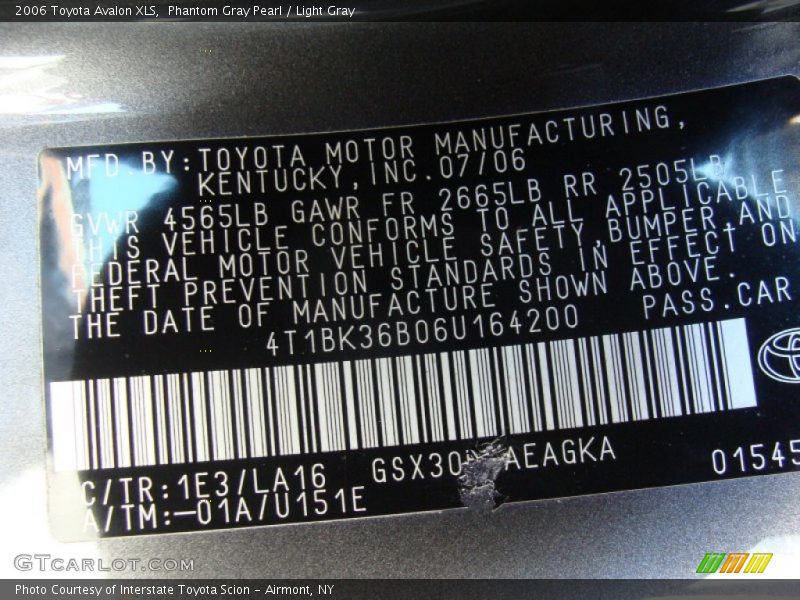 2006 Toyota Avalon XLS, Phantom Gray Pearl / Light Gray
MFD.BY:TOYOTA MOTOR MANUFACTURING,
KENTUCKY,INC.07/06
GVWR 4565LB GAWR FR 2665LB RR 2505LB
THIS VEHICLE CONFORMS TO ALL APPLICABLE
FEDERAL MOTOR VEHICLE SAFETY,BUMPER,AND
THEFT PREVENTION STANDARDS IN EFFECT ON
THE DATE OF MANUFACTURE SHOWN ABOVE.
4T1BK36B06U164200 PASS.CAR
C/TR:1E3/LA16 GSX30 AEAGKA 01545
A/TM:-01A/U151E
GTCARLOT.COM
Photo Courtesy of Interstate Toyota Scion - Airmont, NY